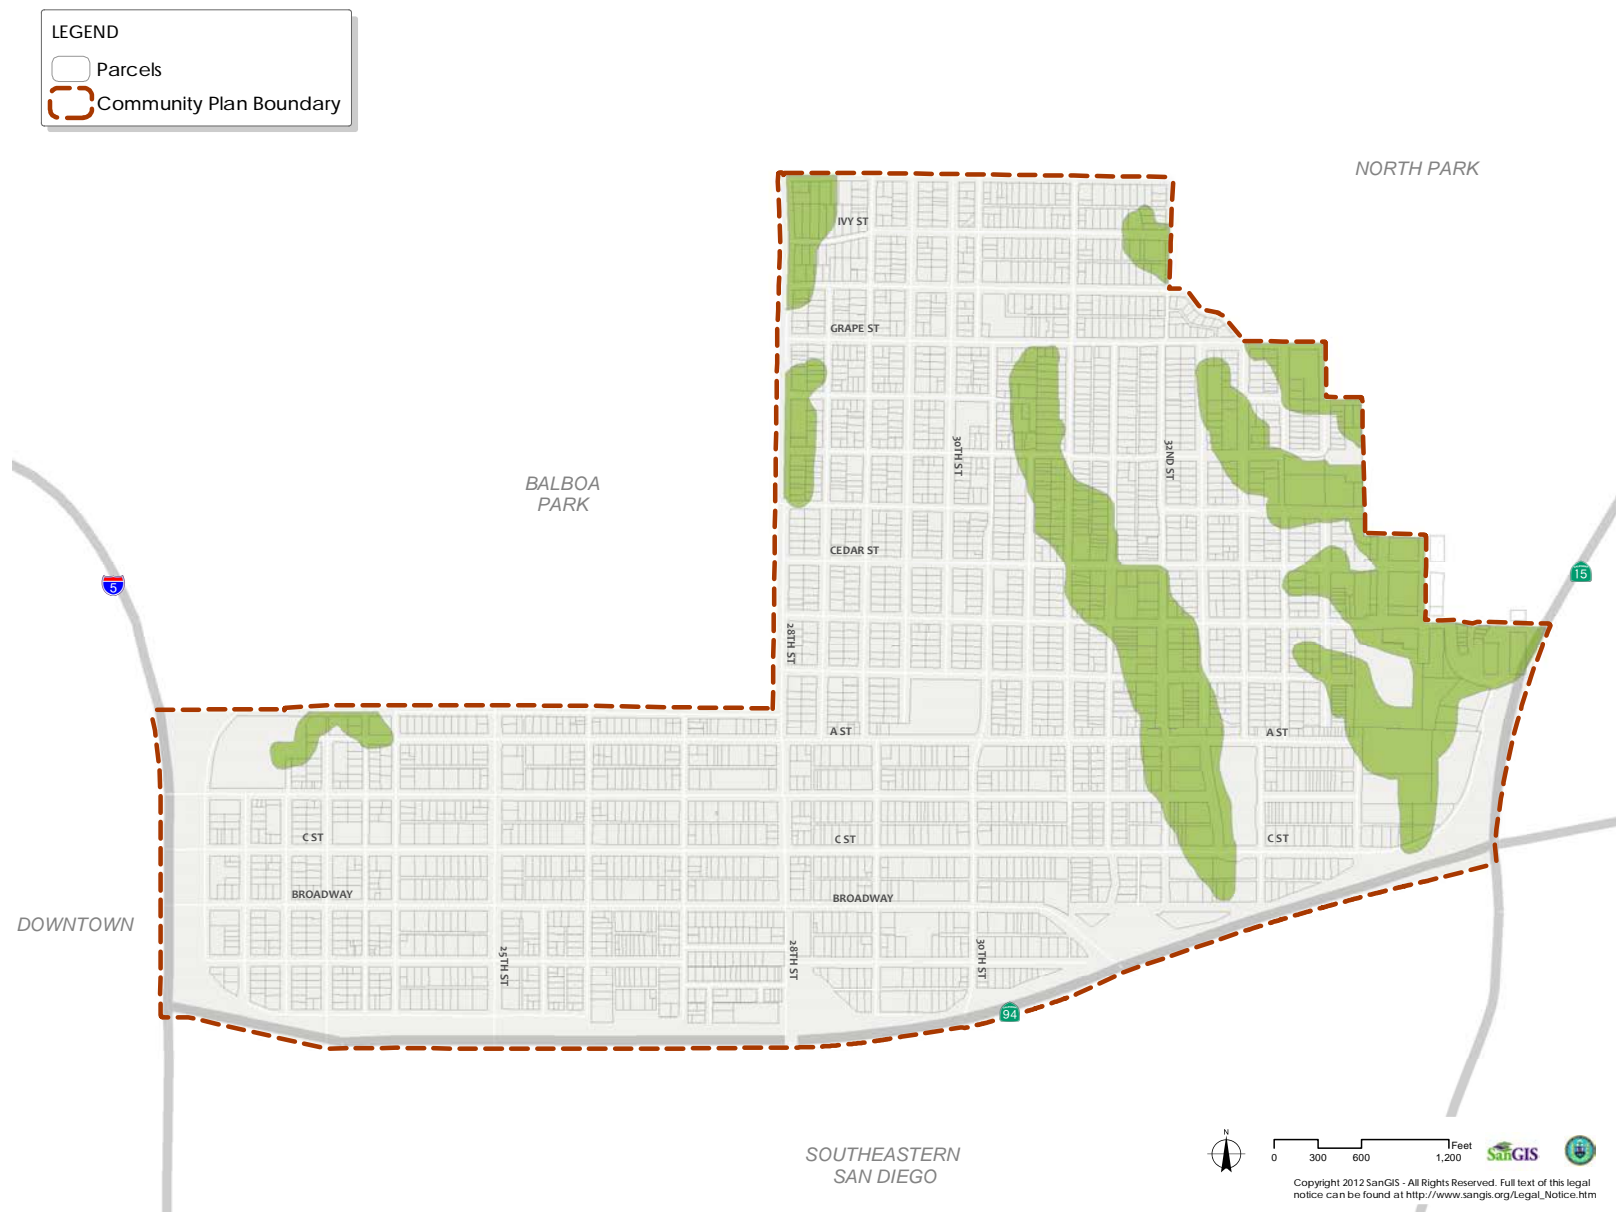 LEGEND
Parcels
Community Plan Boundary
NORTH PARK
IVY ST
GRAPE ST
30TH ST
32ND ST
BALBOA
PARK
CEDAR ST
5
15
28TH ST
A ST
A ST
C ST
C ST
C ST
BROADWAY
BROADWAY
DOWNTOWN
25TH ST
28TH ST
30TH ST
94
SOUTHEASTERN
SAN DIEGO
N
Feet
0 300 600 1,200
SanGIS
Copyright 2012 SanGIS - All Rights Reserved. Full text of this legal
notice can be found at http://www.sangis.org/Legal_Notice.htm